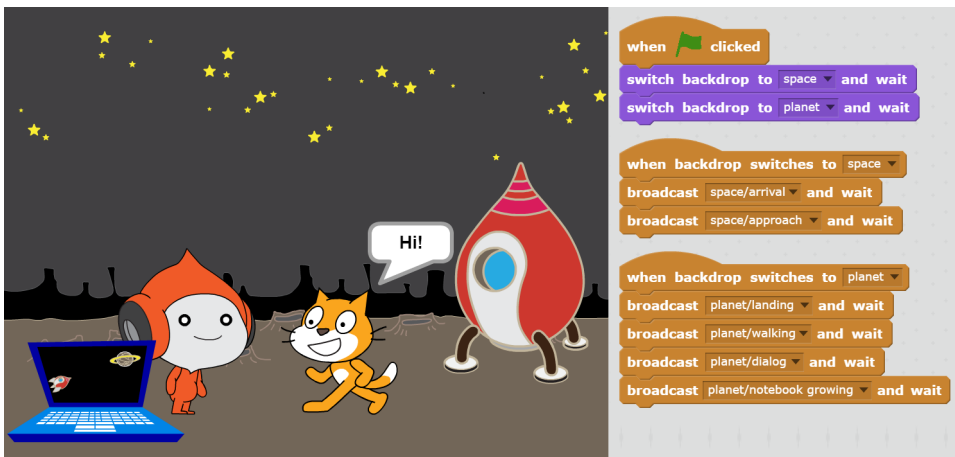 Hi!
when clicked
switch backdrop to space and wait
switch backdrop to planet and wait
when backdrop switches to space
broadcast space/arrival and wait
broadcast space/approach and wait
when backdrop switches to planet
broadcast planet/landing and wait
broadcast planet/walking and wait
broadcast planet/dialog and wait
broadcast planet/notebook growing and wait